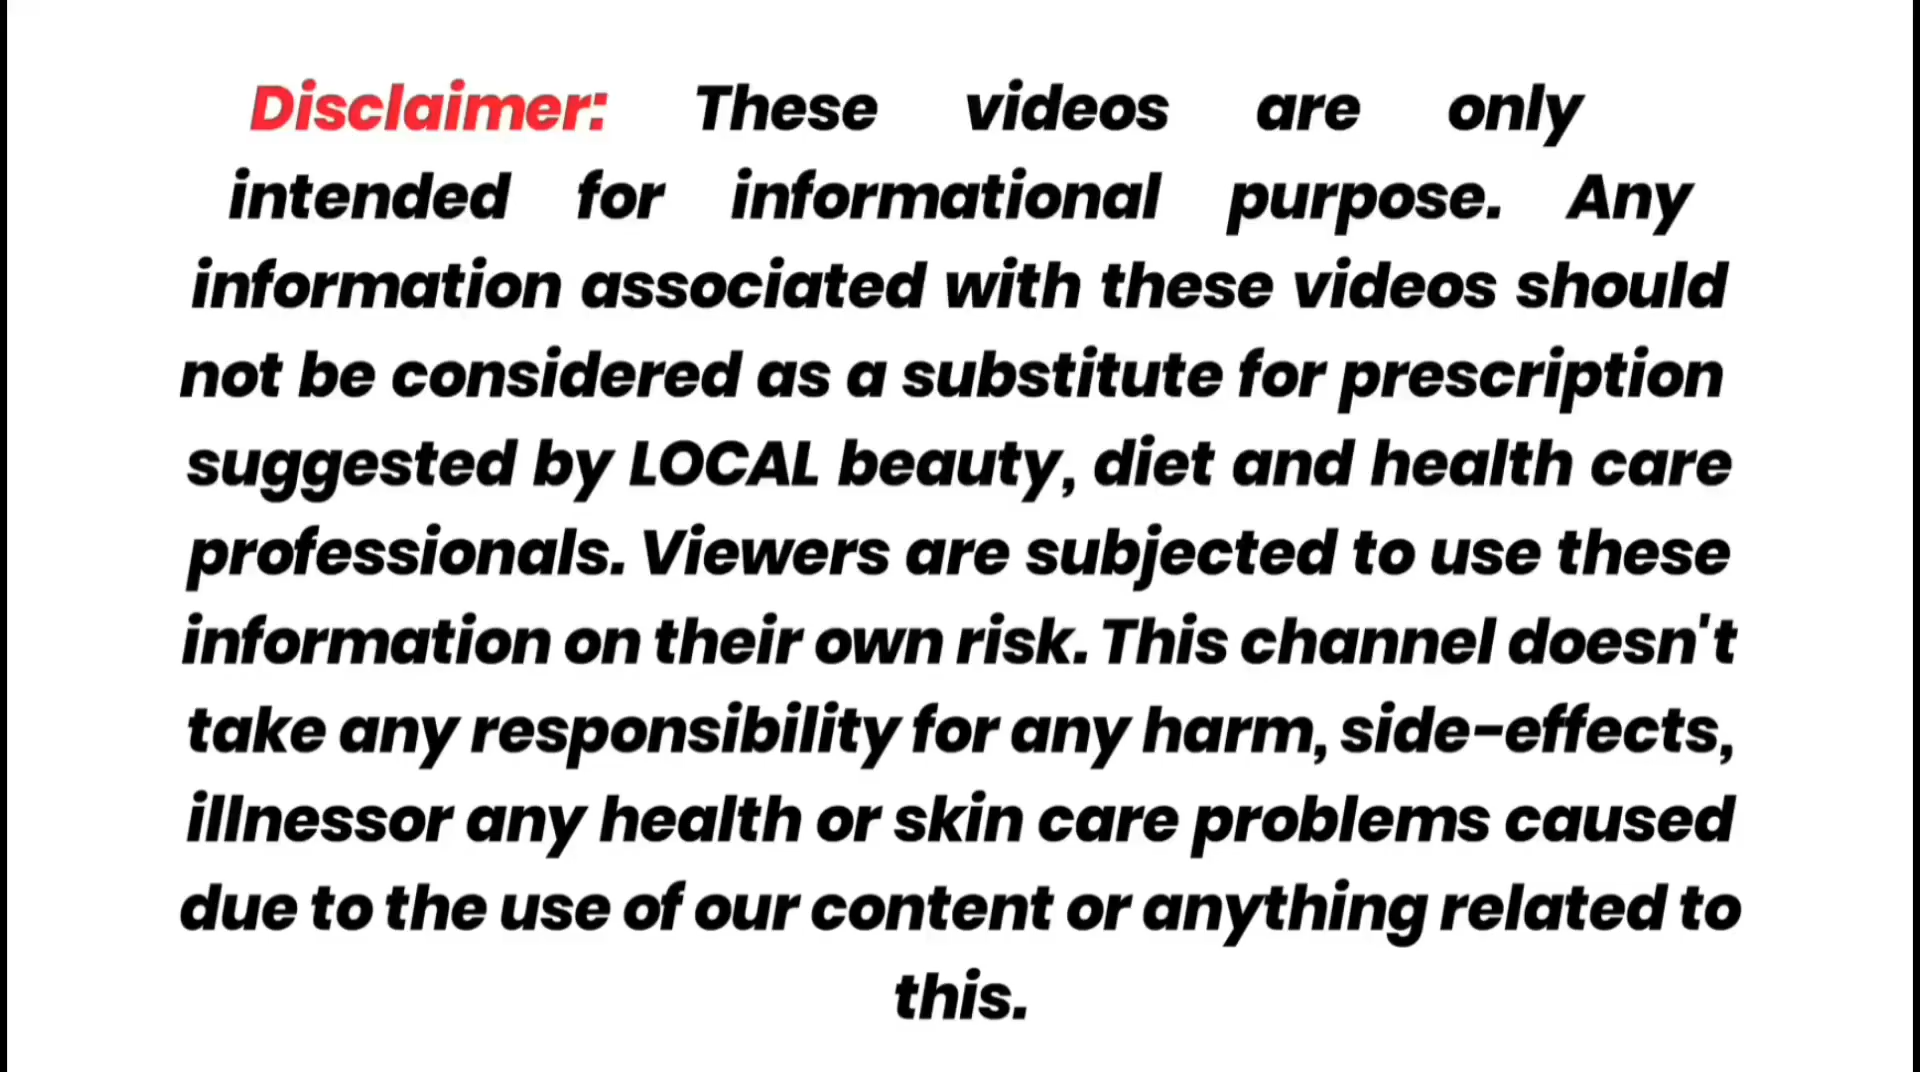 Disclaimer: These videos are only
intended for informational purpose. Any
information associated with these videos should
not be considered as a substitute for prescription
suggested by LOCAL beauty, diet and health care
professionals. Viewers are subjected to use these
information on their own risk. This channel doesn't
take any responsibility for any harm, side-effects,
illnessor any health or skin care problems caused
due to the use of our content or anything related to
this.